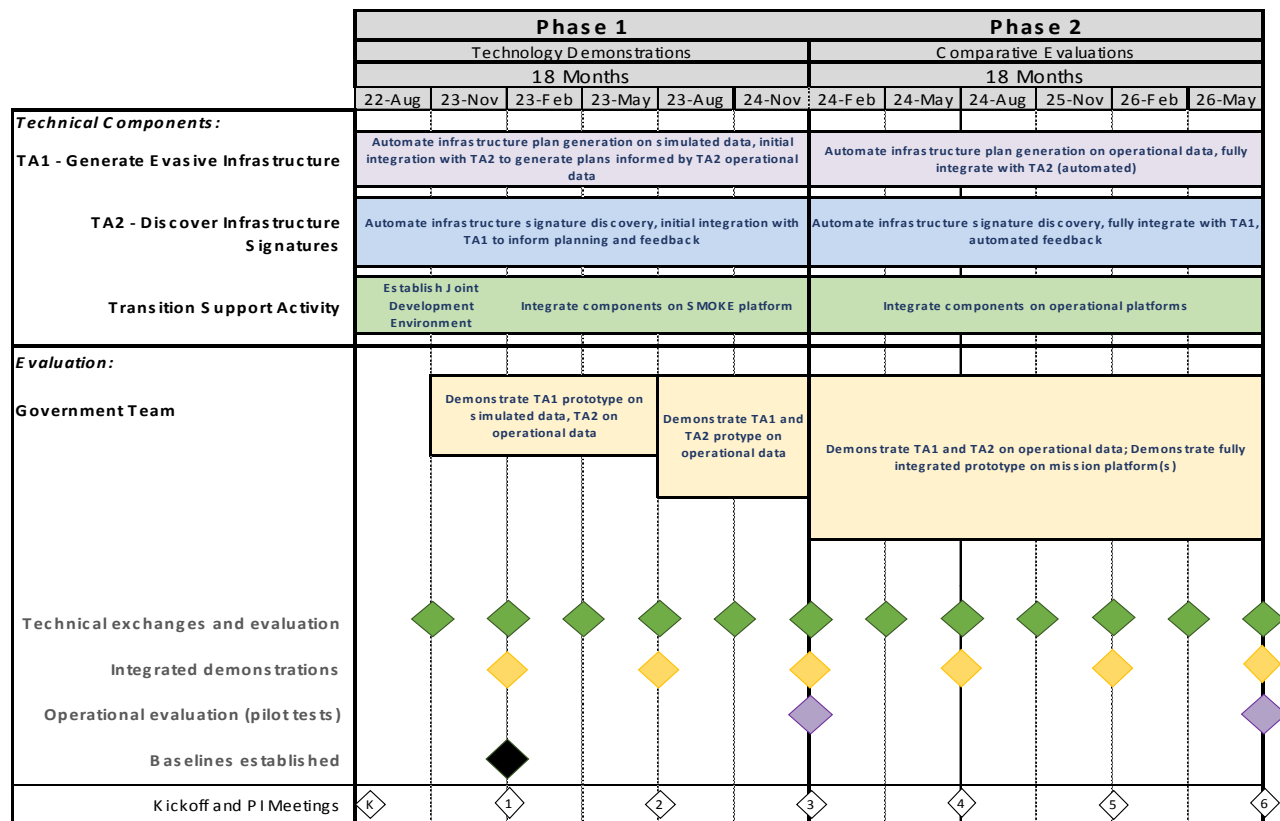 Phase 1 Phase 2
Technology Demonstrations Comparative Evaluations
18 Months 18 Months
22-Aug 23-Nov 23-Feb 23-May 23-Aug 24-Nov 24-Feb 24-May 24-Aug 25-Nov 26-Feb 26-May
Technical Components:
TA1 - Generate Evasive Infrastructure
Automate infrastructure plan generation on simulated data, initial
integration with TA2 to generate plans informed by TA2 operational
data
Automate infrastructure plan generation on operational data, fully
integrate with TA2 (automated)
TA2 - Discover Infrastructure
Signatures
Automate infrastructure signature discovery, initial integration with
TA1 to inform planning and feedback
Automate infrastructure signature discovery, fully integrate with TA1,
automated feedback
Transition Support Activity
Establish Joint
Development
Environment
Integrate components on SMOKE platform
Integrate components on operational platforms
Evaluation:
Government Team
Demonstrate TA1 prototype on
simulated data, TA2 on
operational data
Demonstrate TA1 and
TA2 protype on
operational data
Demonstrate TA1 and TA2 on operational data; Demonstrate fully
integrated prototype on mission platform(s)
Technical exchanges and evaluation
Integrated demonstrations
Operational evaluation (pilot tests)
Baselines established
Kickoff and PI Meetings K 1 2 3 4 5 6